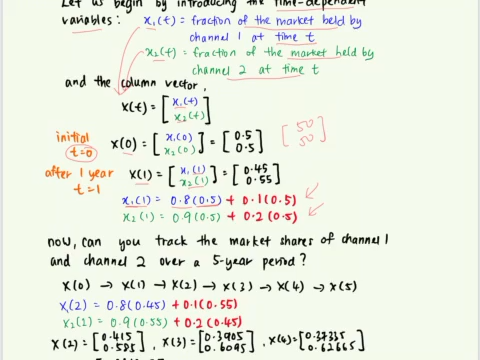 Let us begin by introducing the time-dependent
variables: x₁(t) = fraction of the market held by
channel 1 at time t
x₂(t) = fraction of the market held by
channel 2 at time t
and the column vector,
X(t) = [x₁(t) x₂(t)]
initial t=0 X(0) = [x₁(0) x₂(0)] = [0.5 0.5] [50 50]
after 1 year t=1 X(1) = [x₁(1) x₂(1)] = [0.45 0.55]
x₁(1) = 0.8(0.5) + 0.1(0.5)
x₂(1) = 0.9(0.5) + 0.2(0.5)
now, can you track the market shares of channel 1
and channel 2 over a 5-year period?
X(0) → X(1) → X(2) → X(3) → X(4) → X(5)
x₁(2) = 0.8(0.45) + 0.1(0.55)
x₂(2) = 0.9(0.55) + 0.2(0.45)
X(2) = [0.415 0.585], X(3) = [0.3905 0.6095], X(4) = [0.37335 0.62665]